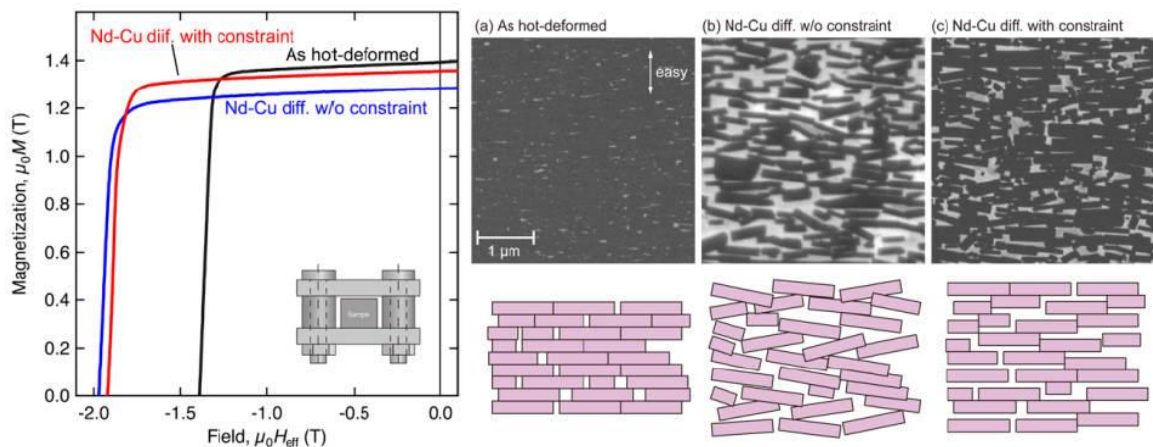 Nd-Cu diif. with constraint
As hot-deformed
Nd-Cu diff. w/o constraint
Magnetization, μ₀M (T)
1.4
1.2
1.0
0.8
0.6
0.4
0.2
0.0
-2.0 -1.5 -1.0 -0.5 0.0
Field, μ₀H_eff (T)
Sample
(a) As hot-deformed
easy
1 μm
(b) Nd-Cu diff. w/o constraint
(c) Nd-Cu diff. with constraint